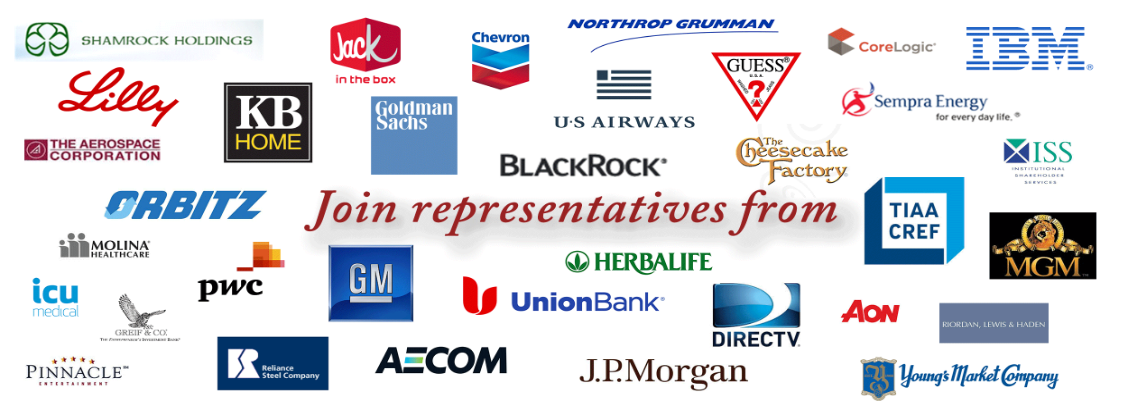 SHAMROCK HOLDINGS
Jack
in the box
Chevron
NORTHROP GRUMMAN
CoreLogic
IBM®
Lilly
KB
HOME
Goldman
Sachs
U·S AIRWAYS
GUESS®
U.S.A.
?
JEANS
Sempra Energy
for every day life.®
THE AEROSPACE
CORPORATION
BLACKROCK®
The
Cheesecake
Factory
ISS
INSTITUTIONAL
SHAREHOLDER
SERVICES
ORBITZ
Join representatives from
TIAA
CREF
MOLINA®
HEALTHCARE
pwc
GM
HERBALIFE
MGM
icu
medical
GREIF & CO.
UnionBank®
DIRECTV
AON
RIORDAN, LEWIS & HADEN
PINNACLE™
ENTERTAINMENT
Reliance
Steel Company
AECOM
J.P.Morgan
Young's Market Company